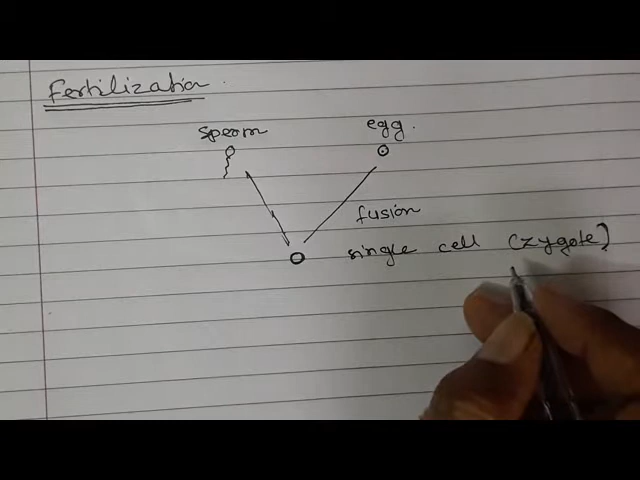 Fertilization.
sperm egg.
fusion
single cell (zygote)